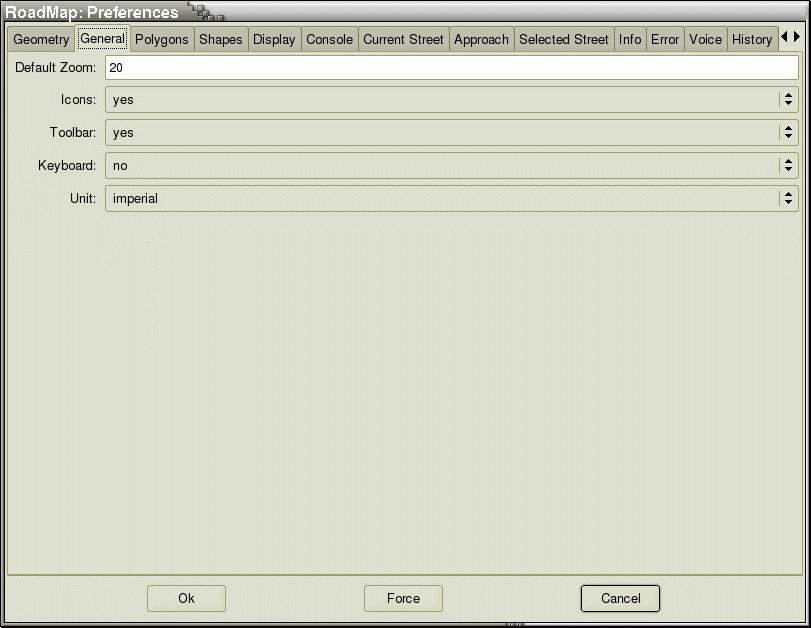 RoadMap: Preferences
Geometry General Polygons Shapes Display Console Current Street Approach Selected Street Info Error Voice History
Default Zoom: 20
Icons: yes
Toolbar: yes
Keyboard: no
Unit: imperial
Ok Force Cancel